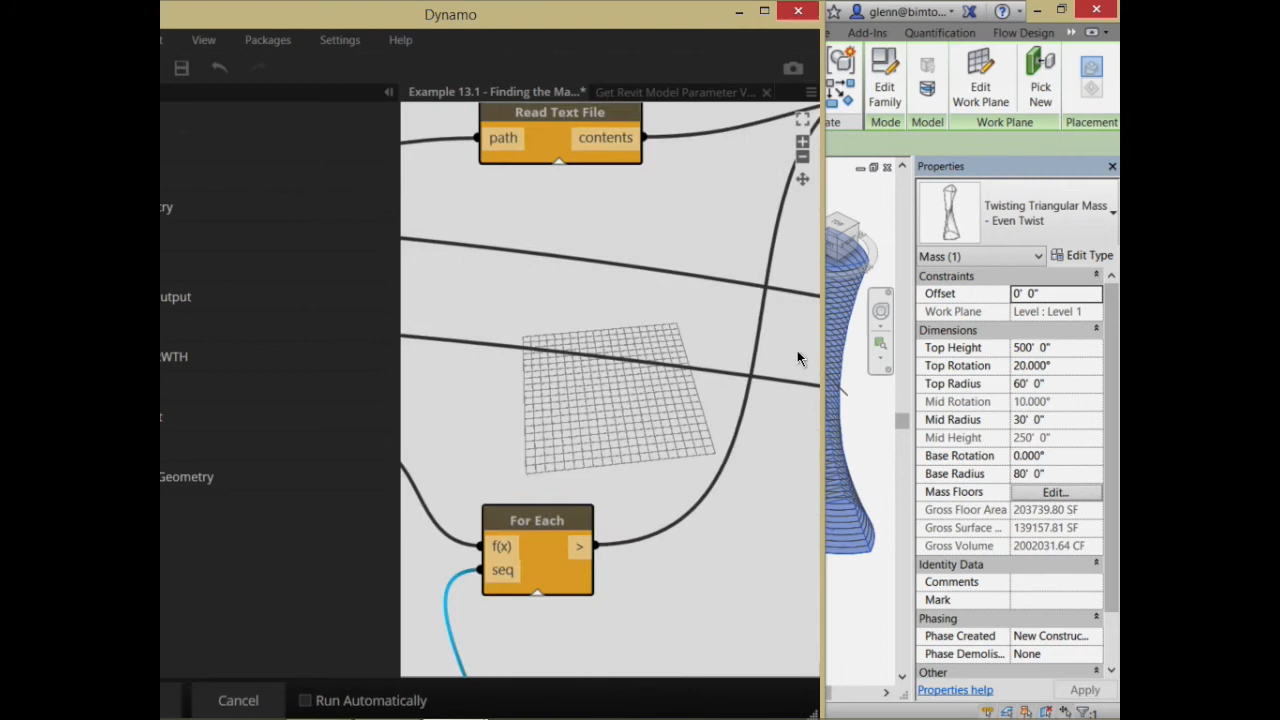 Dynamo
t View Packages Settings Help
Example 13.1 - Finding the Ma...* Get Revit Model Parameter V...
ry
utput
WTH
t
Geometry
Read Text File
path contents
For Each
f(x) >
seq
Cancel Run Automatically
glenn@bimto...
Add-Ins Quantification Flow Design
Edit Family
Edit Work Plane
Pick New
ate Mode Model Work Plane Placement
Properties
Twisting Triangular Mass - Even Twist
Mass (1) Edit Type
Constraints
Offset 0' 0"
Work Plane Level : Level 1
Dimensions
Top Height 500' 0"
Top Rotation 20.000°
Top Radius 60' 0"
Mid Rotation 10.000°
Mid Radius 30' 0"
Mid Height 250' 0"
Base Rotation 0.000°
Base Radius 80' 0"
Mass Floors Edit...
Gross Floor Area 203739.80 SF
Gross Surface ... 139157.81 SF
Gross Volume 2002031.64 CF
Identity Data
Comments
Mark
Phasing
Phase Created New Construc...
Phase Demolis... None
Other
Properties help Apply
:1